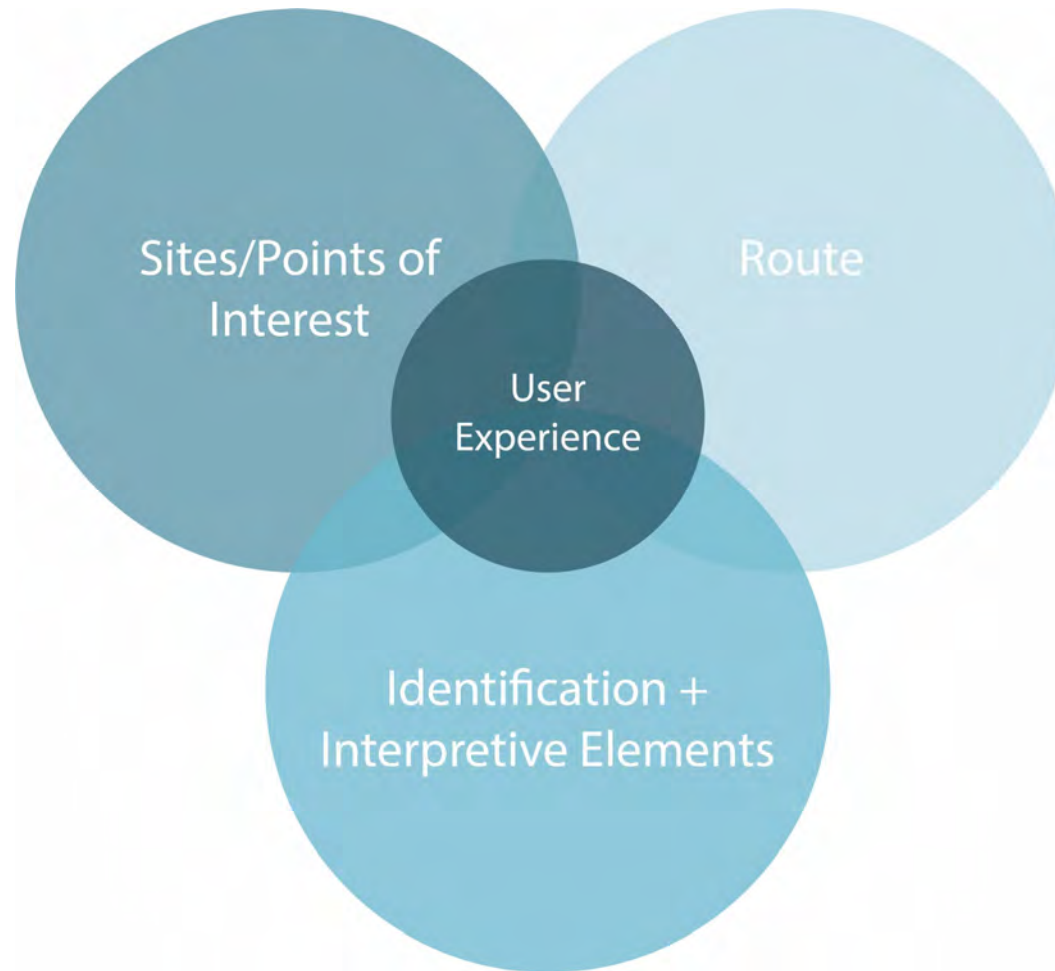 Sites/Points of
Interest
Route
User
Experience
Identification +
Interpretive Elements